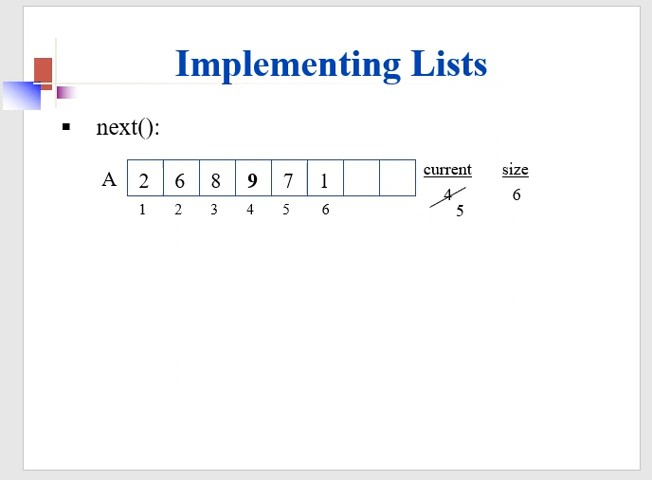 Implementing Lists
▪ next():
A 2 6 8 9 7 1 current size
4 6
1 2 3 4 5 6 5